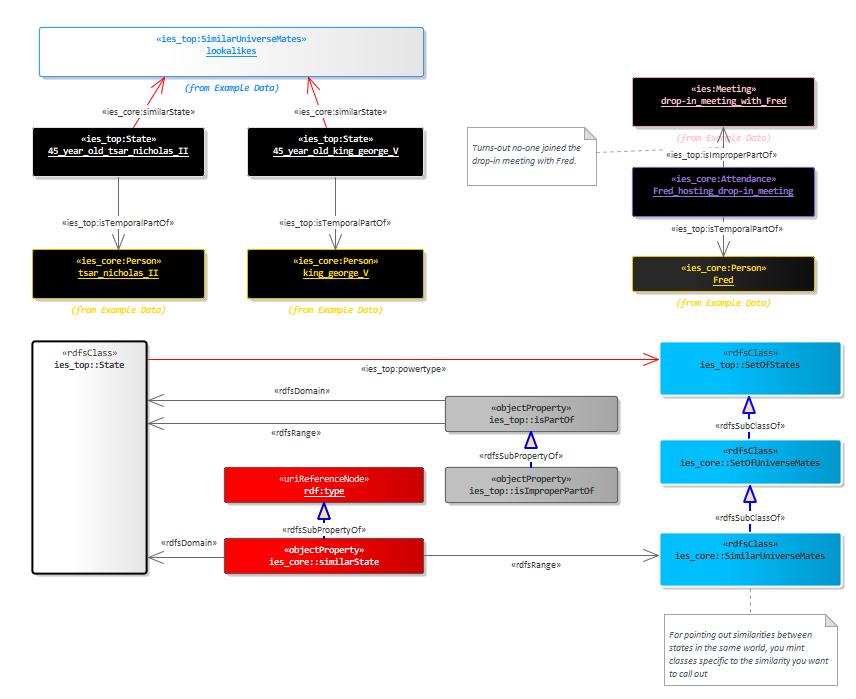 «ies_top:SimilarUniverseMates»
lookalikes
(from Example Data)
«ies_core:similarState»
«ies_core:similarState»
«ies_top:State»
45_year_old_tsar_nicholas_II
«ies_top:State»
45_year_old_king_george_V
«ies_top:isTemporalPartOf»
«ies_top:isTemporalPartOf»
«ies_core:Person»
tsar_nicholas_II
(from Example Data)
«ies_core:Person»
king_george_V
(from Example Data)
Turns-out no-one joined the
drop-in meeting with Fred.
«ies:Meeting»
drop-in_meeting_with_Fred
(from Example Data)
«ies_top:isImproperPartOf»
«ies_core:Attendance»
Fred_hosting_drop-in_meeting
«ies_top:isTemporalPartOf»
«ies_core:Person»
Fred
(from Example Data)
«rdfsClass»
ies_top::State
«ies_top:powertype»
«rdfsClass»
ies_top::SetOfStates
«rdfsDomain»
«rdfsRange»
«objectProperty»
ies_top::isPartOf
«rdfsSubPropertyOf»
«objectProperty»
ies_top::isImproperPartOf
«rdfsSubClassOf»
«rdfsClass»
ies_core::SetOfUniverseMates
«rdfsSubClassOf»
«uriReferenceNode»
rdf:type
«rdfsSubPropertyOf»
«rdfsDomain»
«objectProperty»
ies_core::similarState
«rdfsRange»
«rdfsClass»
ies_core::SimilarUniverseMates
For pointing out similarities between
states in the same world, you mint
classes specific to the similarity you want
to call out